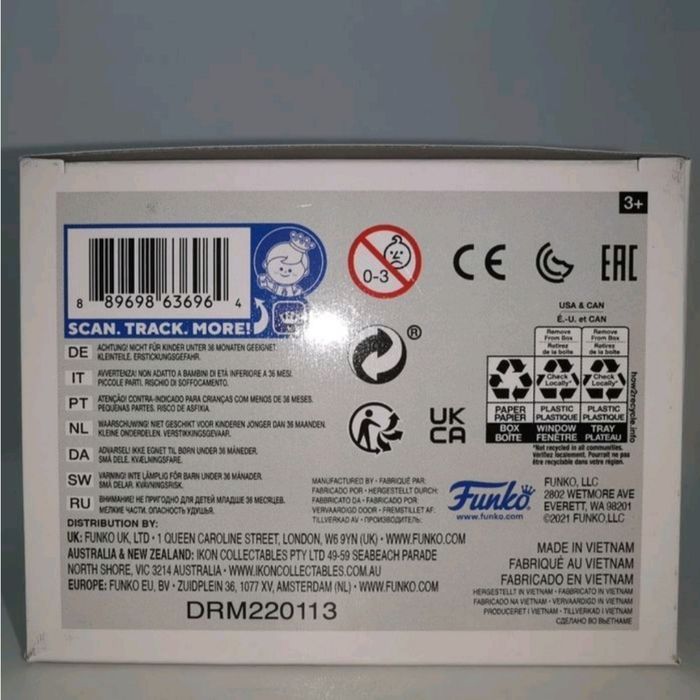 3+
8 89698 63696 4
SCAN. TRACK. MORE!
0-3
CE
EAC
®
UK
CA
USA & CAN
É.-U. et CAN
Remove
From Box
Retirez
de la boîte
Remove
From Box
Retirez
de la boîte
Check
Locally*
Check
Locally*
PAPER
PAPIER
PLASTIC
PLASTIQUE
PLASTIC
PLASTIQUE
BOX
BOÎTE
WINDOW
FENÊTRE
TRAY
PLATEAU
*Not recycled in all communities.
Vérifiez localement. Pourrait ne pas
être recyclable dans votre région.
how2recycle.info
DE ACHTUNG! NICHT FÜR KINDER UNTER 36 MONATEN GEEIGNET.
KLEINTEILE. ERSTICKUNGSGEFAHR.
IT AVVERTENZA! NON ADATTO A BAMBINI DI ETÀ INFERIORE A 36 MESI.
PICCOLE PARTI. RISCHIO DI SOFFOCAMENTO.
PT ATENÇÃO! CONTRA-INDICADO PARA CRIANÇAS COM MENOS DE 36 MESES.
PEQUENAS PARTES. RISCO DE ASFIXIA.
NL WAARSCHUWING! NIET GESCHIKT VOOR KINDEREN JONGER DAN 36 MAANDEN.
KLEINE ONDERDELEN. VERSTIKKINGSGEVAAR.
DA ADVARSEL! IKKE EGNET TIL BØRN UNDER 36 MÅNEDER.
SMÅ DELE. KVÆLNINGSFARE.
SW VARNING! INTE LÄMPLIG FÖR BARN UNDER 36 MÅNADER.
SMÅ DELAR. KVÄVNINGSRISK.
RU ВНИМАНИЕ! НЕ ПРИГОДНО ДЛЯ ДЕТЕЙ МЛАДШЕ 36 МЕСЯЦЕВ.
МЕЛКИЕ ЧАСТИ. ОПАСНОСТЬ УДУШЬЯ.
MANUFACTURED BY • FABRIQUÉ PAR:
FABRICADO POR • HERGESTELLT DURCH:
FABBRICATO DA • FABRICADO POR:
VERVAARDIGD DOOR • FREMSTILLET AF:
TILLVERKAD AV • ПРОИЗВОДИТЕЛЬ:
Funko
www.funko.com
FUNKO, LLC
2802 WETMORE AVE
EVERETT, WA 98201
©2021 FUNKO,LLC
DISTRIBUTION BY:
UK: FUNKO UK, LTD • 1 QUEEN CAROLINE STREET, LONDON, W6 9YN (UK) • WWW.FUNKO.COM
AUSTRALIA & NEW ZEALAND: IKON COLLECTABLES PTY LTD 49-59 SEABEACH PARADE
NORTH SHORE, VIC 3214 AUSTRALIA • WWW.IKONCOLLECTABLES.COM.AU
EUROPE: FUNKO EU, BV • ZUIDPLEIN 36, 1077 XV, AMSTERDAM (NL) • WWW.FUNKO.COM
MADE IN VIETNAM
FABRIQUÉ AU VIETNAM
FABRICADO EN VIETNAM
HERGESTELLT IN VIETNAM • FABBRICATO IN VIETNAM
FABRICADO NA VIETNAM • VERVAARDIGD IN VIETNAM
PRODUCERET I VIETNAM • TILLVERKAD I VIETNAM
СДЕЛАНО ВО ВЬЕТНАМЕ
DRM220113